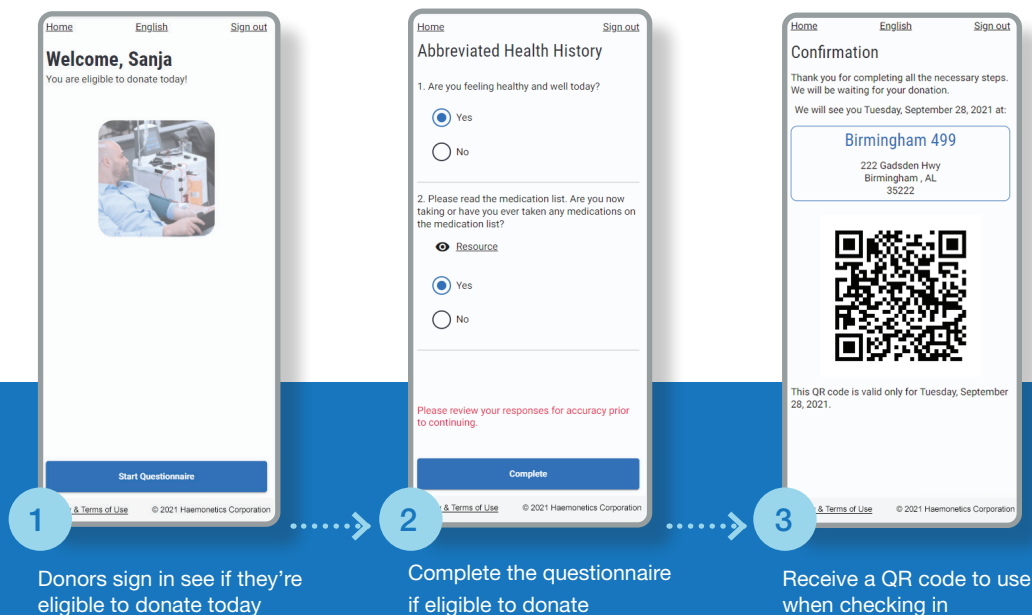 Home English Sign out
Welcome, Sanja
You are eligible to donate today!
Start Questionnaire
& Terms of Use © 2021 Haemonetics Corporation
1
Donors sign in see if they're
eligible to donate today
Home Sign out
Abbreviated Health History
1. Are you feeling healthy and well today?
Yes
No
2. Please read the medication list. Are you now
taking or have you ever taken any medications on
the medication list?
Resource
Yes
No
Please review your responses for accuracy prior
to continuing.
Complete
& Terms of Use © 2021 Haemonetics Corporation
2
Complete the questionnaire
if eligible to donate
Home English Sign out
Confirmation
Thank you for completing all the necessary steps.
We will be waiting for your donation.
We will see you Tuesday, September 28, 2021 at:
Birmingham 499
222 Gadsden Hwy
Birmingham , AL
35222
This QR code is valid only for Tuesday, September
28, 2021.
& Terms of Use © 2021 Haemonetics Corporation
3
Receive a QR code to use
when checking in